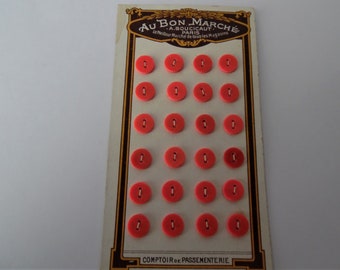 AU BON MARCHÉ
A. BOUCICAUT
PARIS
COMPTOIR DE PASSEMENTERIE